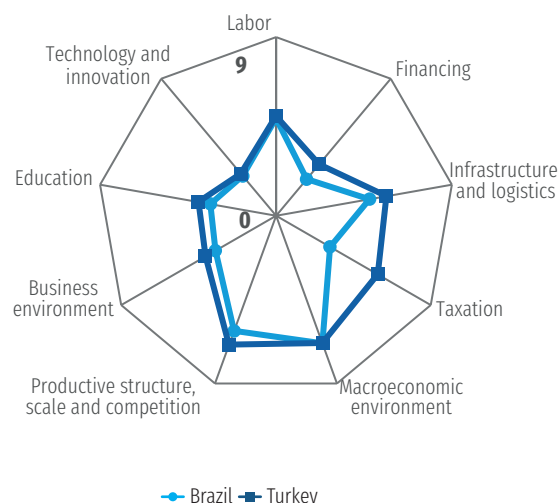 Labor
Technology and
innovation
9
Financing
Education
Infrastructure
and logistics
0
Business
environment
Taxation
Productive structure,
scale and competition
Macroeconomic
environment
Brazil
Turkey